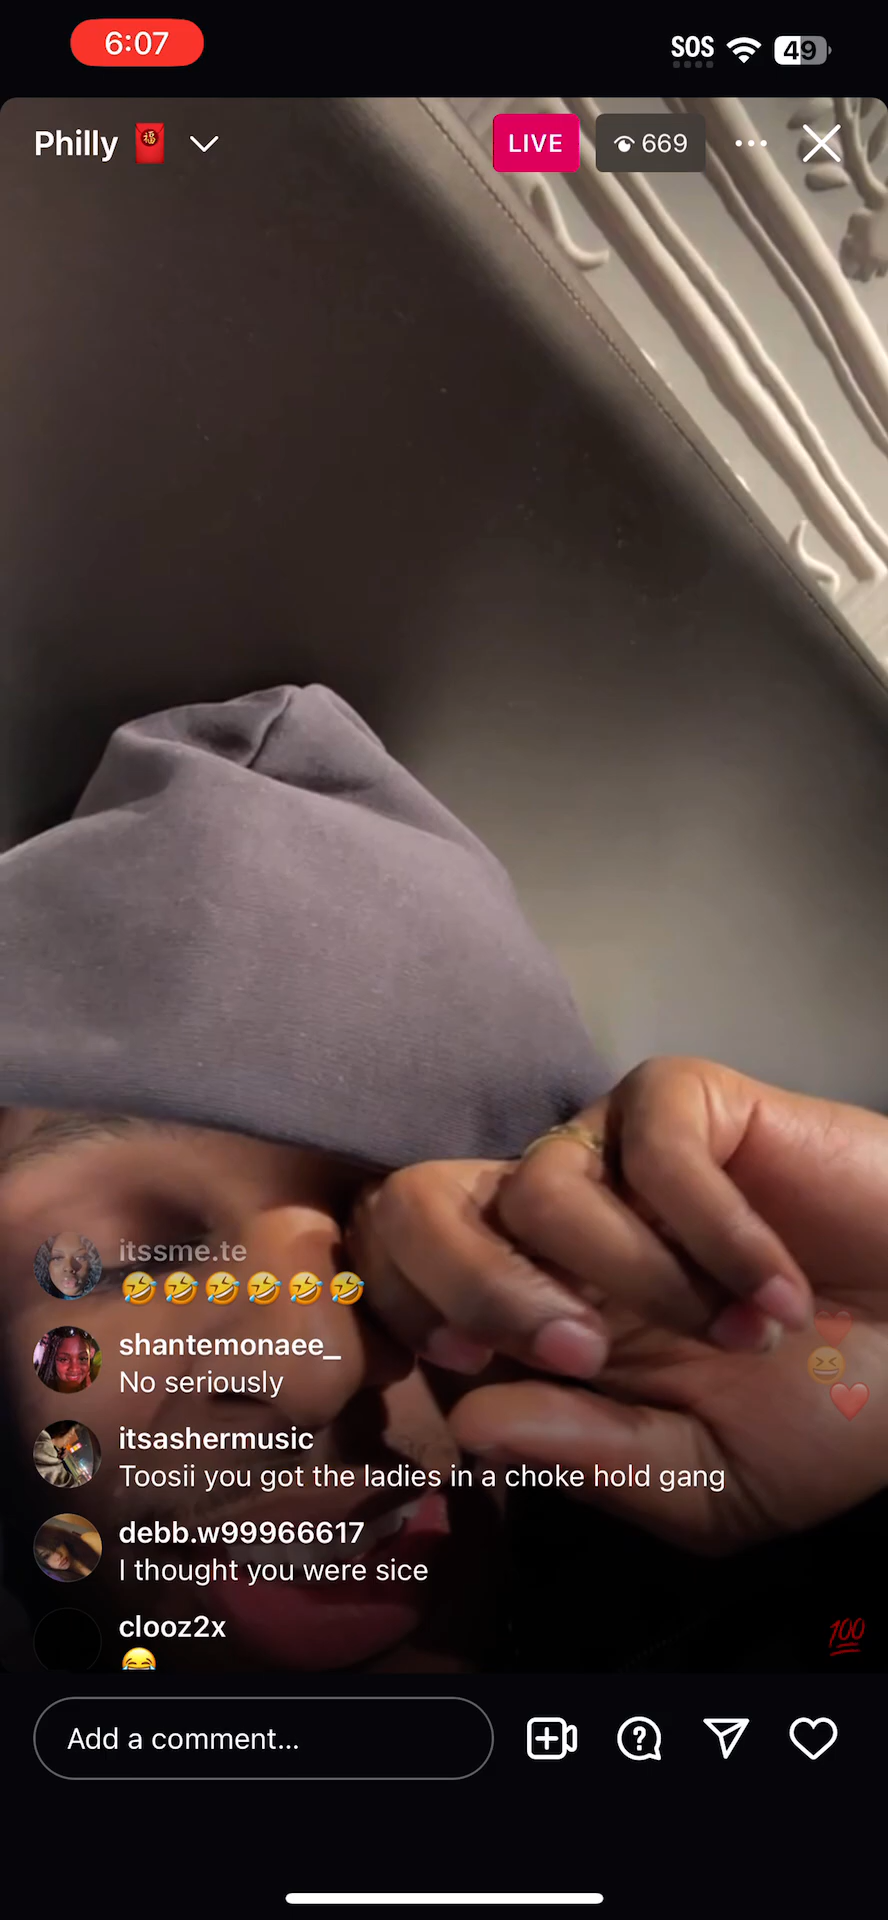 6:07
SOS
49
Philly 🧧
LIVE
669
itssme.te
🤣🤣🤣🤣🤣🤣
shantemonaee_
No seriously
itsashermusic
Toosii you got the ladies in a choke hold gang
debb.w99966617
I thought you were sice
clooz2x
😂
💯
Add a comment...